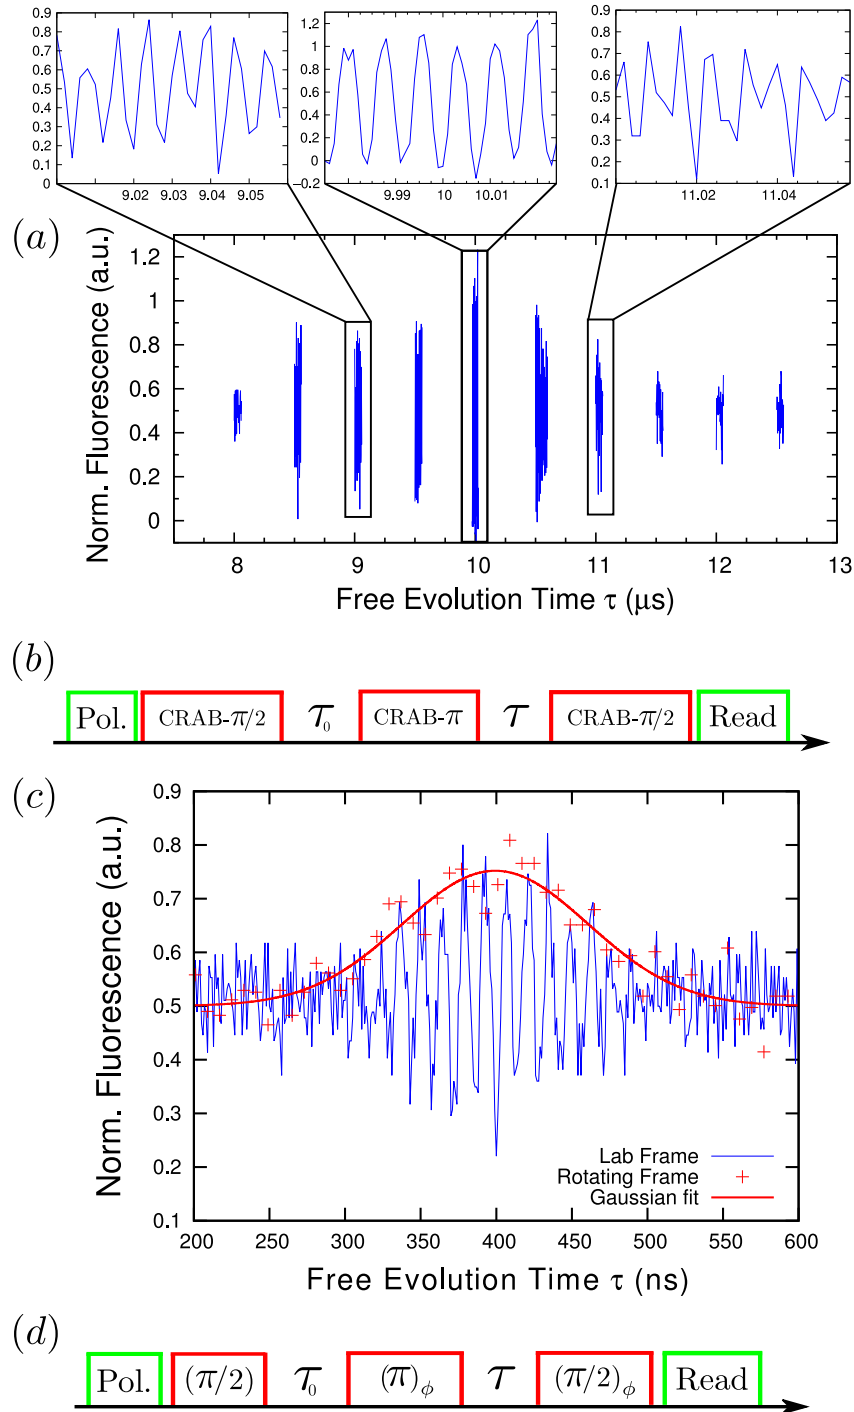 0.9
0.8
0.7
0.6
0.5
0.4
0.3
0.2
0.1
0
9.02 9.03 9.04 9.05
1.2
1
0.8
0.6
0.4
0.2
0
−0.2
9.99 10 10.01
0.9
0.8
0.7
0.6
0.5
0.4
0.3
0.2
0.1
11.02 11.04
(a)
Norm. Fluorescence (a.u.)
1.2
1
0.8
0.6
0.4
0.2
0
8 9 10 11 12 13
Free Evolution Time τ (μs)
(b)
Pol. CRAB-π/2 τ₀ CRAB-π τ CRAB-π/2 Read
(c)
Norm. Fluorescence (a.u.)
0.9
0.8
0.7
0.6
0.5
0.4
0.3
0.2
0.1
Lab Frame
Rotating Frame
Gaussian fit
200 250 300 350 400 450 500 550 600
Free Evolution Time τ (ns)
(d)
Pol. (π/2) τ₀ (π)ᵩ τ (π/2)ᵩ Read